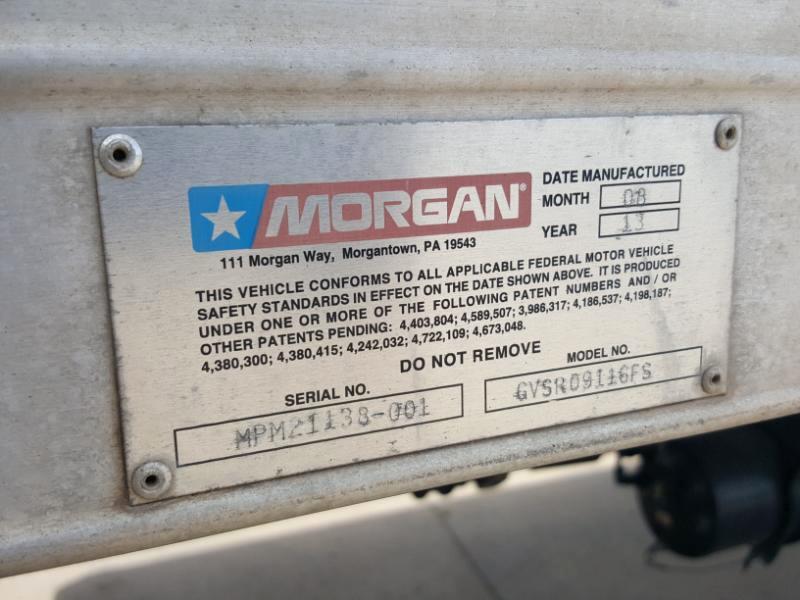 MORGAN®
111 Morgan Way, Morgantown, PA 19543
DATE MANUFACTURED
MONTH 08
YEAR 13
THIS VEHICLE CONFORMS TO ALL APPLICABLE FEDERAL MOTOR VEHICLE
SAFETY STANDARDS IN EFFECT ON THE DATE SHOWN ABOVE. IT IS PRODUCED
UNDER ONE OR MORE OF THE FOLLOWING PATENT NUMBERS AND / OR
OTHER PATENTS PENDING: 4,403,804; 4,589,507; 3,986,317; 4,186,537; 4,198,187;
4,380,300; 4,380,415; 4,242,032; 4,722,109; 4,673,048.
DO NOT REMOVE
SERIAL NO.
MPM21138-001
MODEL NO.
GVSR09116FS